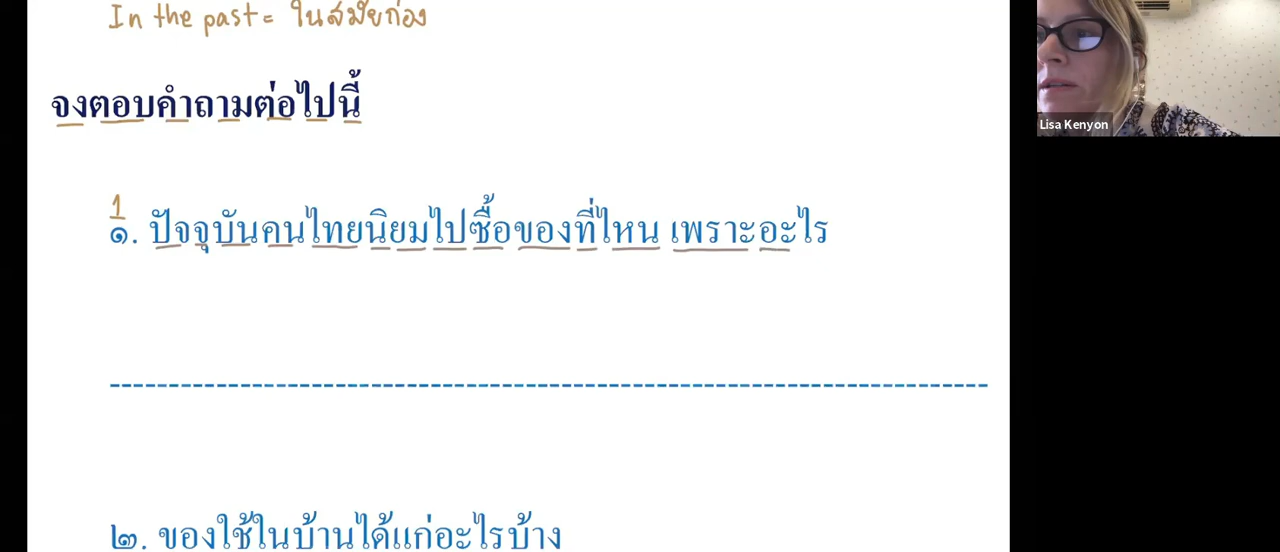 In the past = ในสมัยก่อง
จงตอบคำถามต่อไปนี้
1
๑. ปัจจุบันคนไทยนิยมไปซื้อของที่ไหน เพราะอะไร
๒. ของใช้ในบ้านได้แก่อะไรบ้าง
Lisa Kenyon